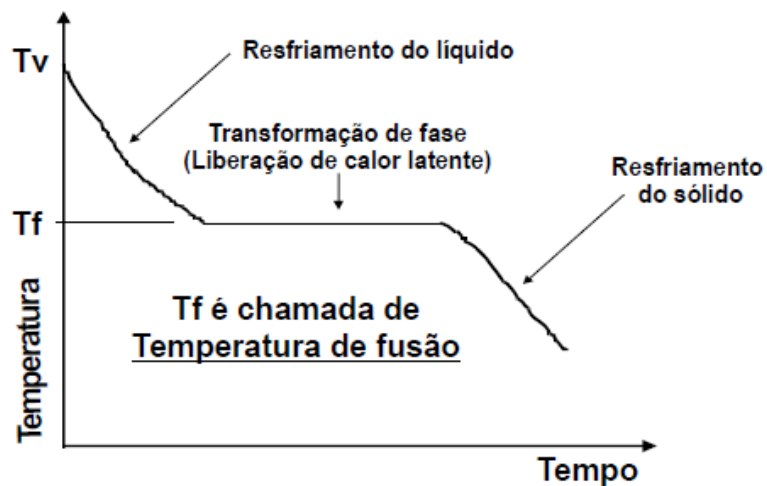 Tv
Resfriamento do líquido
Transformação de fase
(Liberação de calor latente)
Resfriamento
do sólido
Tf
Tf é chamada de
Temperatura de fusão
Temperatura
Tempo